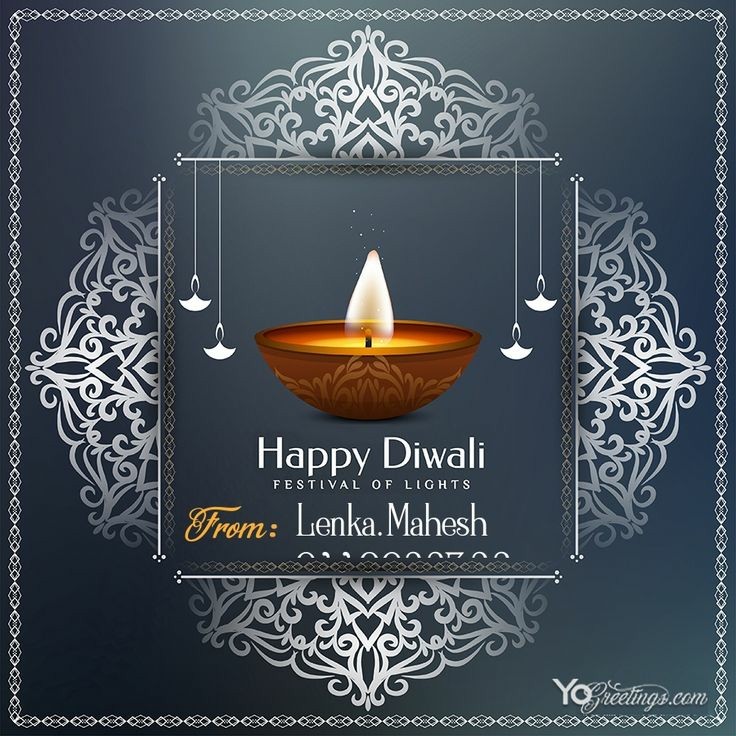 Happy Diwali
FESTIVAL OF LIGHTS
From: Lenka.Mahesh
YoGreetings.com